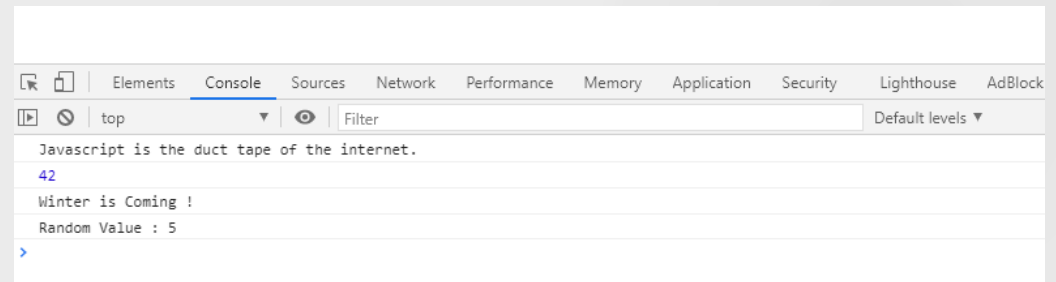 Elements Console Sources Network Performance Memory Application Security Lighthouse AdBlock
top ▼ Filter Default levels ▼
Javascript is the duct tape of the internet.
42
Winter is Coming !
Random Value : 5
>